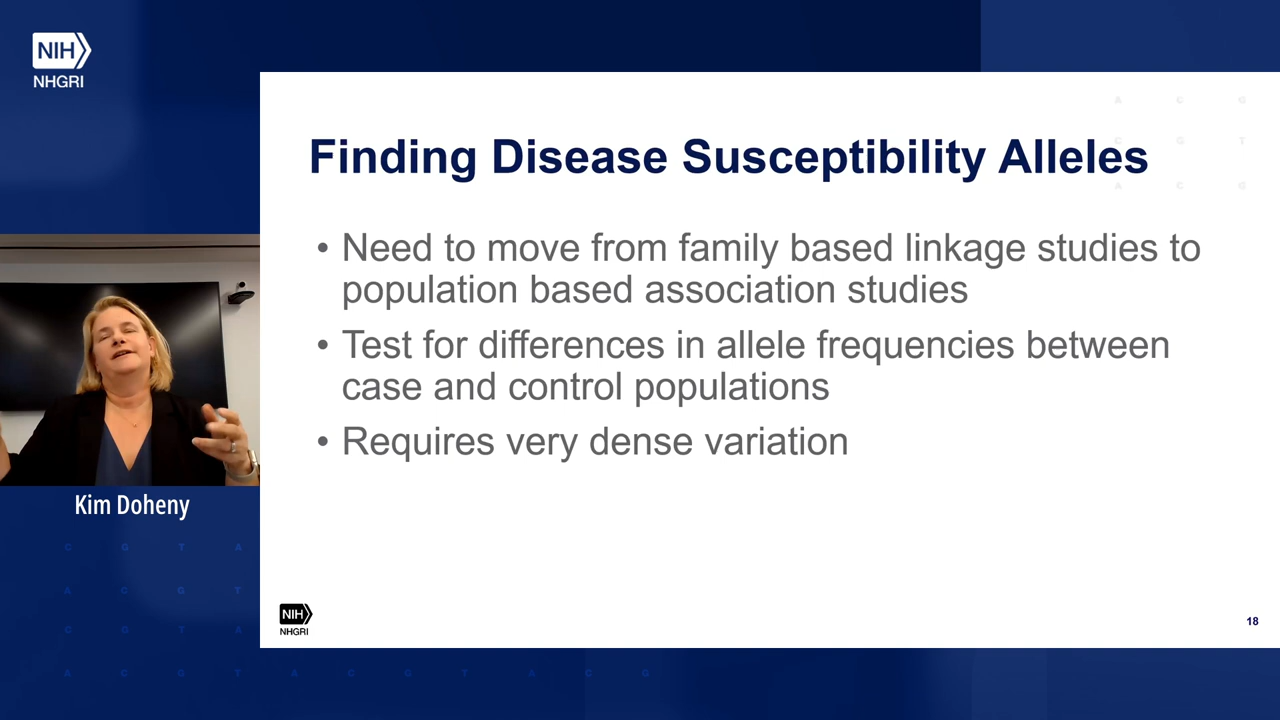 NIH
NHGRI
Finding Disease Susceptibility Alleles
• Need to move from family based linkage studies to
population based association studies
• Test for differences in allele frequencies between
case and control populations
• Requires very dense variation
Kim Doheny
NIH
NHGRI
18
A C G
C G T
A C G
C G T A
A C G T
C G T A
A C G T A C G T A C G